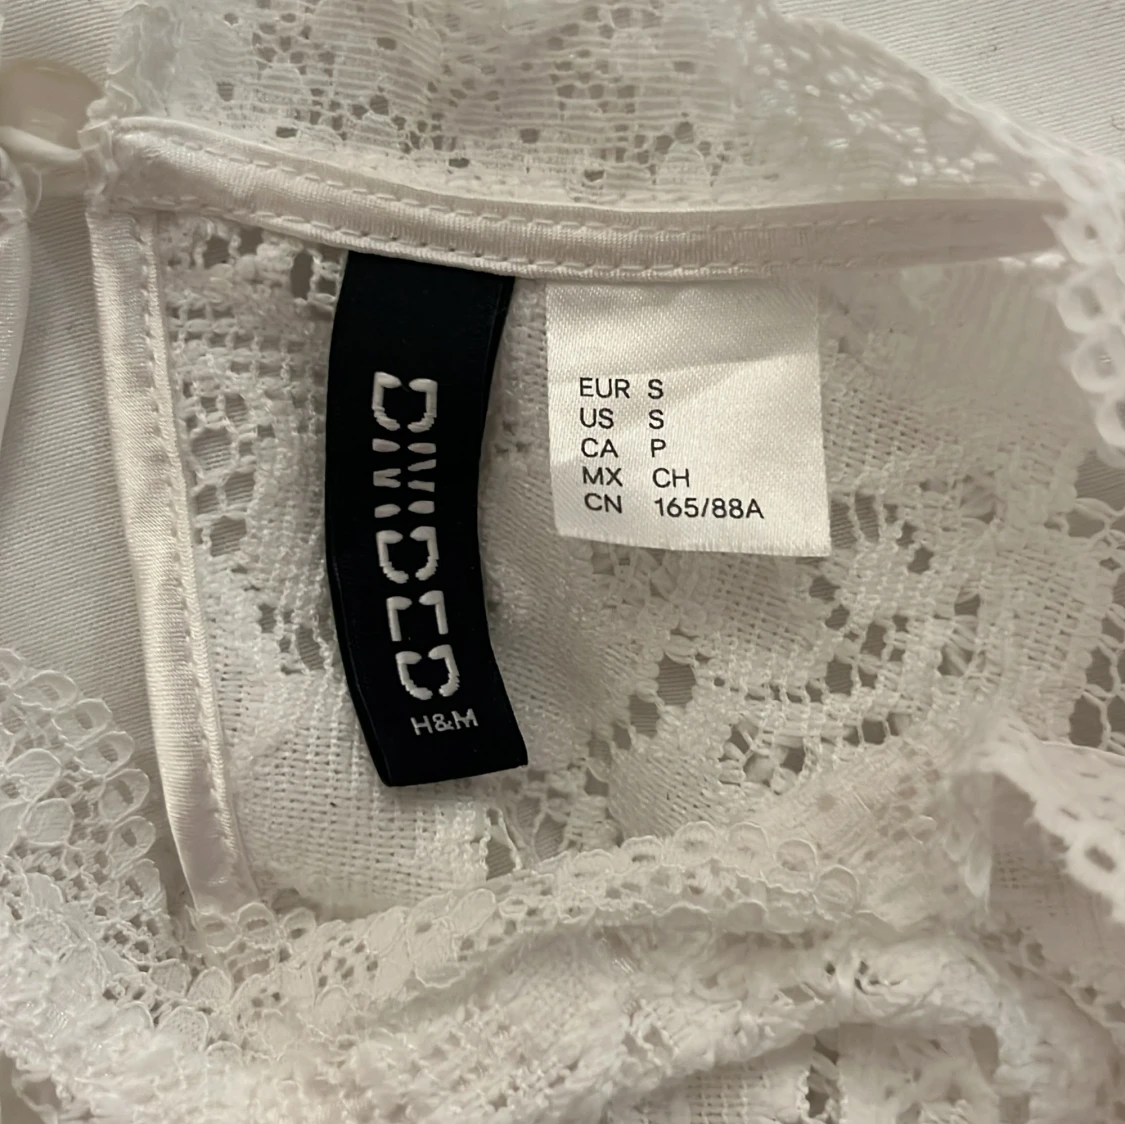 DIVIDED
H&M
EUR S
US S
CA P
MX CH
CN 165/88A